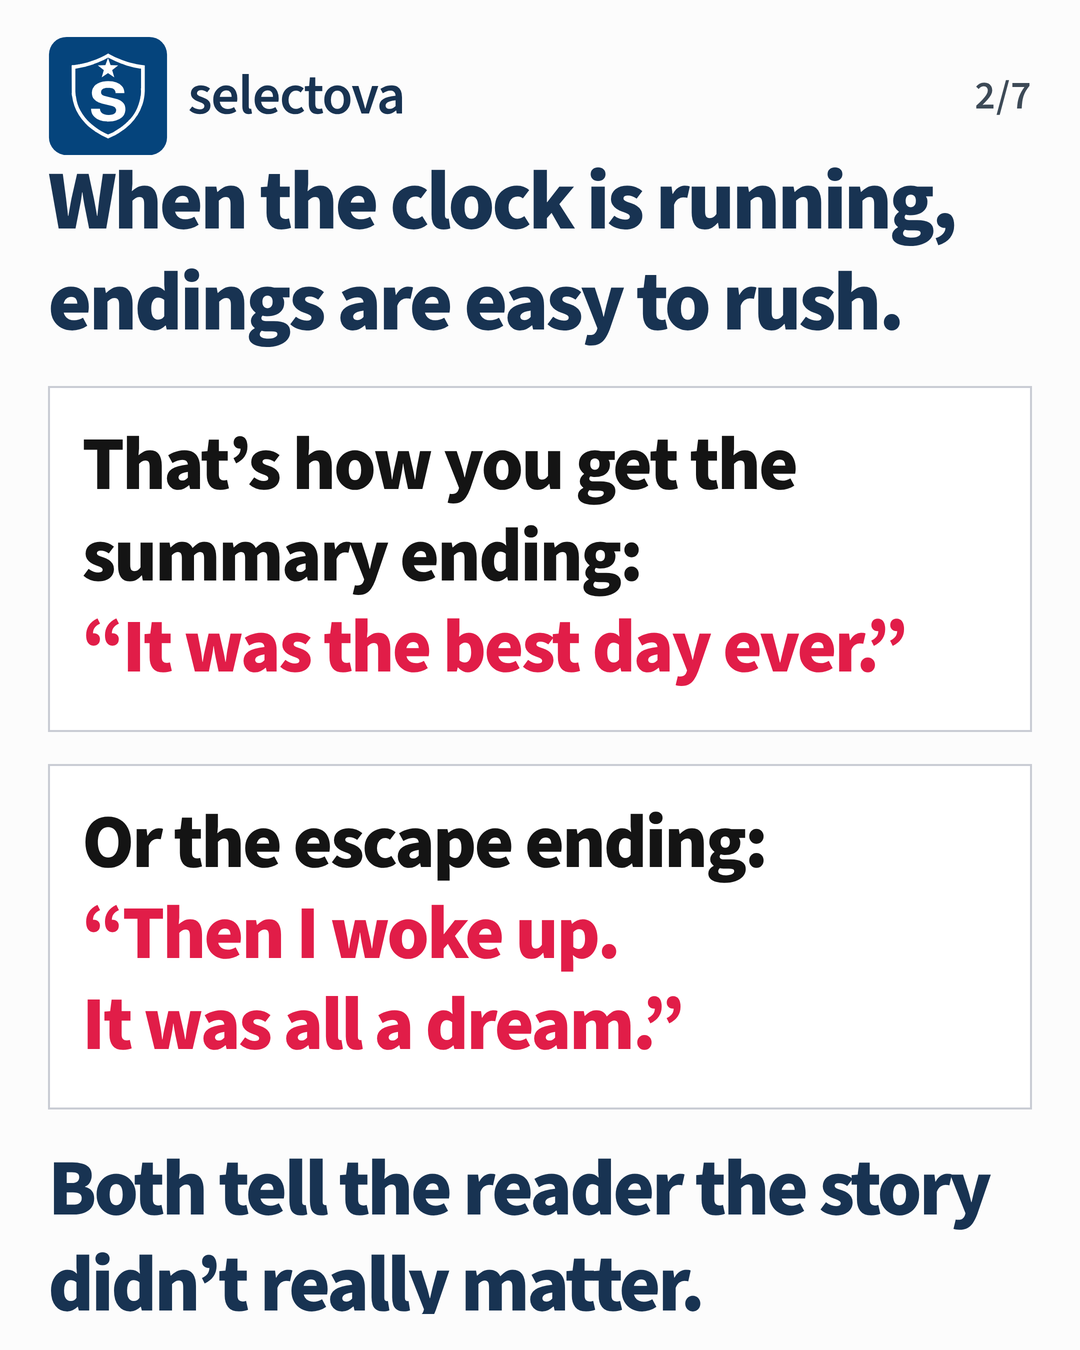 S
selectova
2/7
When the clock is running,
endings are easy to rush.
That’s how you get the
summary ending:
“It was the best day ever.”
Or the escape ending:
“Then I woke up.
It was all a dream.”
Both tell the reader the story
didn’t really matter.